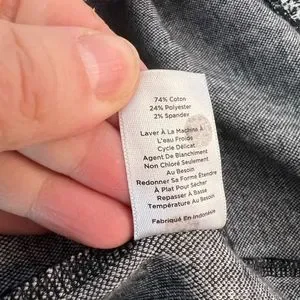 74% Coton
24% Polyester
2% Spandex
Laver À La Machine À
L'eau Froide
Cycle Délicat
Agent De Blanchiment
Non Chloré Seulement
Au Besoin
Redonner Sa Forme Étendre
À Plat Pour Sécher
Repasser À Basse
Température Au Besoin
Fabriqué En Indonésie